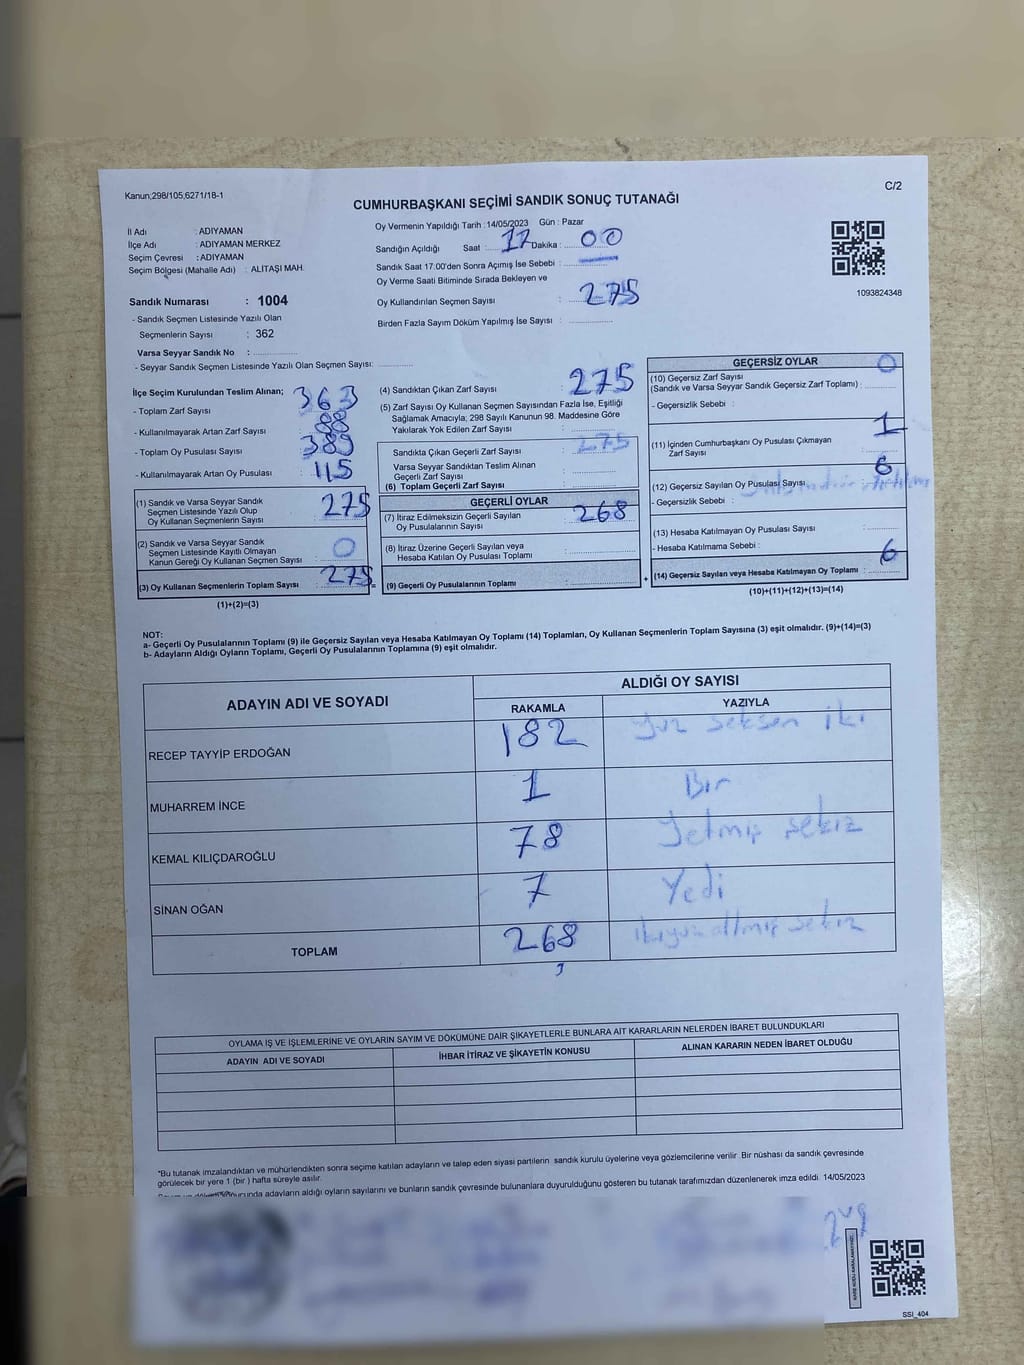 Kanun;298/105,6271/18-1
C/2
CUMHURBAŞKANI SEÇİMİ SANDIK SONUÇ TUTANAĞI
İl Adı : ADIYAMAN
İlçe Adı : ADIYAMAN MERKEZ
Seçim Çevresi : ADIYAMAN
Seçim Bölgesi (Mahalle Adı) : ALİTAŞI MAH.
Sandık Numarası : 1004
- Sandık Seçmen Listesinde Yazılı Olan
Seçmenlerin Sayısı : 362
Varsa Seyyar Sandık No :
- Seyyar Sandık Seçmen Listesinde Yazılı Olan Seçmen Sayısı:
Oy Vermenin Yapıldığı Tarih :14/05/2023 Gün : Pazar
Sandığın Açıldığı Saat : 17 Dakika : 00
Sandık Saat 17:00'den Sonra Açımış İse Sebebi :
Oy Verme Saati Bitiminde Sırada Bekleyen ve
Oy Kullandırılan Seçmen Sayısı : 275
Birden Fazla Sayım Döküm Yapılmış İse Sayısı :
1093824348
İlçe Seçim Kurulundan Teslim Alınan;
- Toplam Zarf Sayısı : 363
- Kullanılmayarak Artan Zarf Sayısı : 88
- Toplam Oy Pusulası Sayısı : 389
- Kullanılmayarak Artan Oy Pusulası : 115
(1) Sandık ve Varsa Seyyar Sandık
Seçmen Listesinde Yazılı Olup
Oy Kullanan Seçmenlerin Sayısı : 275
(2) Sandık ve Varsa Seyyar Sandık
Seçmen Listesinde Kayıtlı Olmayan
Kanun Gereği Oy Kullanan Seçmen Sayısı : 0
(3) Oy Kullanan Seçmenlerin Toplam Sayısı : 275
(1)+(2)=(3)
(4) Sandıktan Çıkan Zarf Sayısı : 275
(5) Zarf Sayısı Oy Kullanan Seçmen Sayısından Fazla İse, Eşitliği
Sağlamak Amacıyla; 298 Sayılı Kanunun 98. Maddesine Göre
Yakılarak Yok Edilen Zarf Sayısı :
Sandıkta Çıkan Geçerli Zarf Sayısı : 275
Varsa Seyyar Sandıktan Teslim Alınan
Geçerli Zarf Sayısı :
(6) Toplam Geçerli Zarf Sayısı :
GEÇERLİ OYLAR
(7) İtiraz Edilmeksizin Geçerli Sayılan
Oy Pusulalarının Sayısı : 268
(8) İtiraz Üzerine Geçerli Sayılan veya
Hesaba Katılan Oy Pusulası Toplamı :
(9) Geçerli Oy Pusulalarının Toplamı :
GEÇERSİZ OYLAR
(10) Geçersiz Zarf Sayısı
(Sandık ve Varsa Seyyar Sandık Geçersiz Zarf Toplamı) : 0
- Geçersizlik Sebebi :
(11) İçinden Cumhurbaşkanı Oy Pusulası Çıkmayan
Zarf Sayısı : 1
(12) Geçersiz Sayılan Oy Pusulası Sayısı : 6
- Geçersizlik Sebebi :
(13) Hesaba Katılmayan Oy Pusulası Sayısı :
- Hesaba Katılmama Sebebi :
(14) Geçersiz Sayılan veya Hesaba Katılmayan Oy Toplamı : 6
(10)+(11)+(12)+(13)=(14)
NOT:
a- Geçerli Oy Pusulalarının Toplamı (9) ile Geçersiz Sayılan veya Hesaba Katılmayan Oy Toplamı (14) Toplamları, Oy Kullanan Seçmenlerin Toplam Sayısına (3) eşit olmalıdır. (9)+(14)=(3)
b- Adayların Aldığı Oyların Toplamı, Geçerli Oy Pusulalarının Toplamına (9) eşit olmalıdır.
ADAYIN ADI VE SOYADI
ALDIĞI OY SAYISI
RAKAMLA YAZIYLA
RECEP TAYYİP ERDOĞAN 182 Yüz seksen iki
MUHARREM İNCE 1 Bir
KEMAL KILIÇDAROĞLU 78 Yetmiş sekiz
SİNAN OĞAN 7 Yedi
TOPLAM 268 ikiyüz altmış sekiz
OYLAMA İŞ VE İŞLEMLERİNE VE OYLARIN SAYIM VE DÖKÜMÜNE DAİR ŞİKAYETLERLE BUNLARA AİT KARARLARIN NELERDEN İBARET BULUNDUKLARI
ADAYIN ADI VE SOYADI İHBAR İTİRAZ VE ŞİKAYETİN KONUSU ALINAN KARARIN NEDEN İBARET OLDUĞU
*Bu tutanak imzalandıktan ve mühürlendikten sonra seçime katılan adayların ve talep eden siyasi partilerin sandık kurulu üyelerine veya gözlemcilerine verilir. Bir nüshası da sandık çevresinde
görülecek bir yere 1 (bir ) hafta süreyle asılır.
adayların aldığı oyların sayılarını ve bunların sandık çevresinde bulunanlara duyurulduğunu gösteren bu tutanak tarafımızdan düzenlenerek imza edildi. 14/05/2023
SSI_404